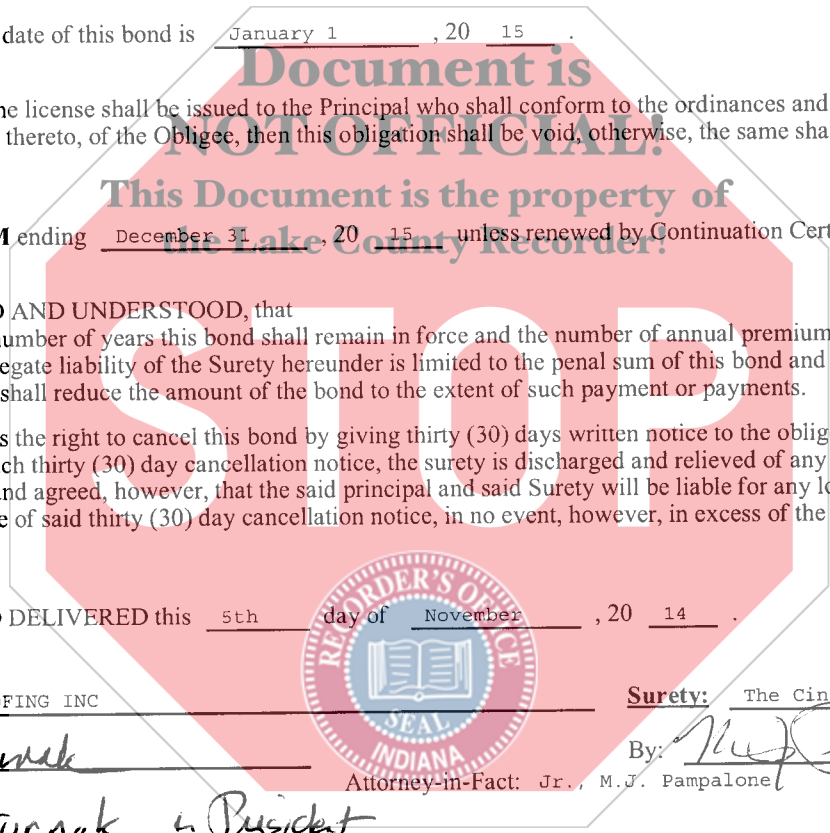 date of this bond is January 1 , 20 15 .
Document is
he license shall be issued to the Principal who shall conform to the ordinances and
thereto, of the Obligee, then this obligation shall be void, otherwise, the same sha
NOT OFFICIAL!
This Document is the property of
M ending December 31, , 20 15 unless renewed by Continuation Cert
the Lake County Recorder!
D AND UNDERSTOOD, that
number of years this bond shall remain in force and the number of annual premium
egate liability of the Surety hereunder is limited to the penal sum of this bond and
shall reduce the amount of the bond to the extent of such payment or payments.
STOP
s the right to cancel this bond by giving thirty (30) days written notice to the oblig
ch thirty (30) day cancellation notice, the surety is discharged and relieved of any
nd agreed, however, that the said principal and said Surety will be liable for any lo
e of said thirty (30) day cancellation notice, in no event, however, in excess of the
DELIVERED this 5th day of November , 20 14 .
RECORDER'S OFFICE
SEAL
INDIANA
FING INC
Surety: The Cin
By:
Attorney-in-Fact: Jr., M.J. Pampalone
President